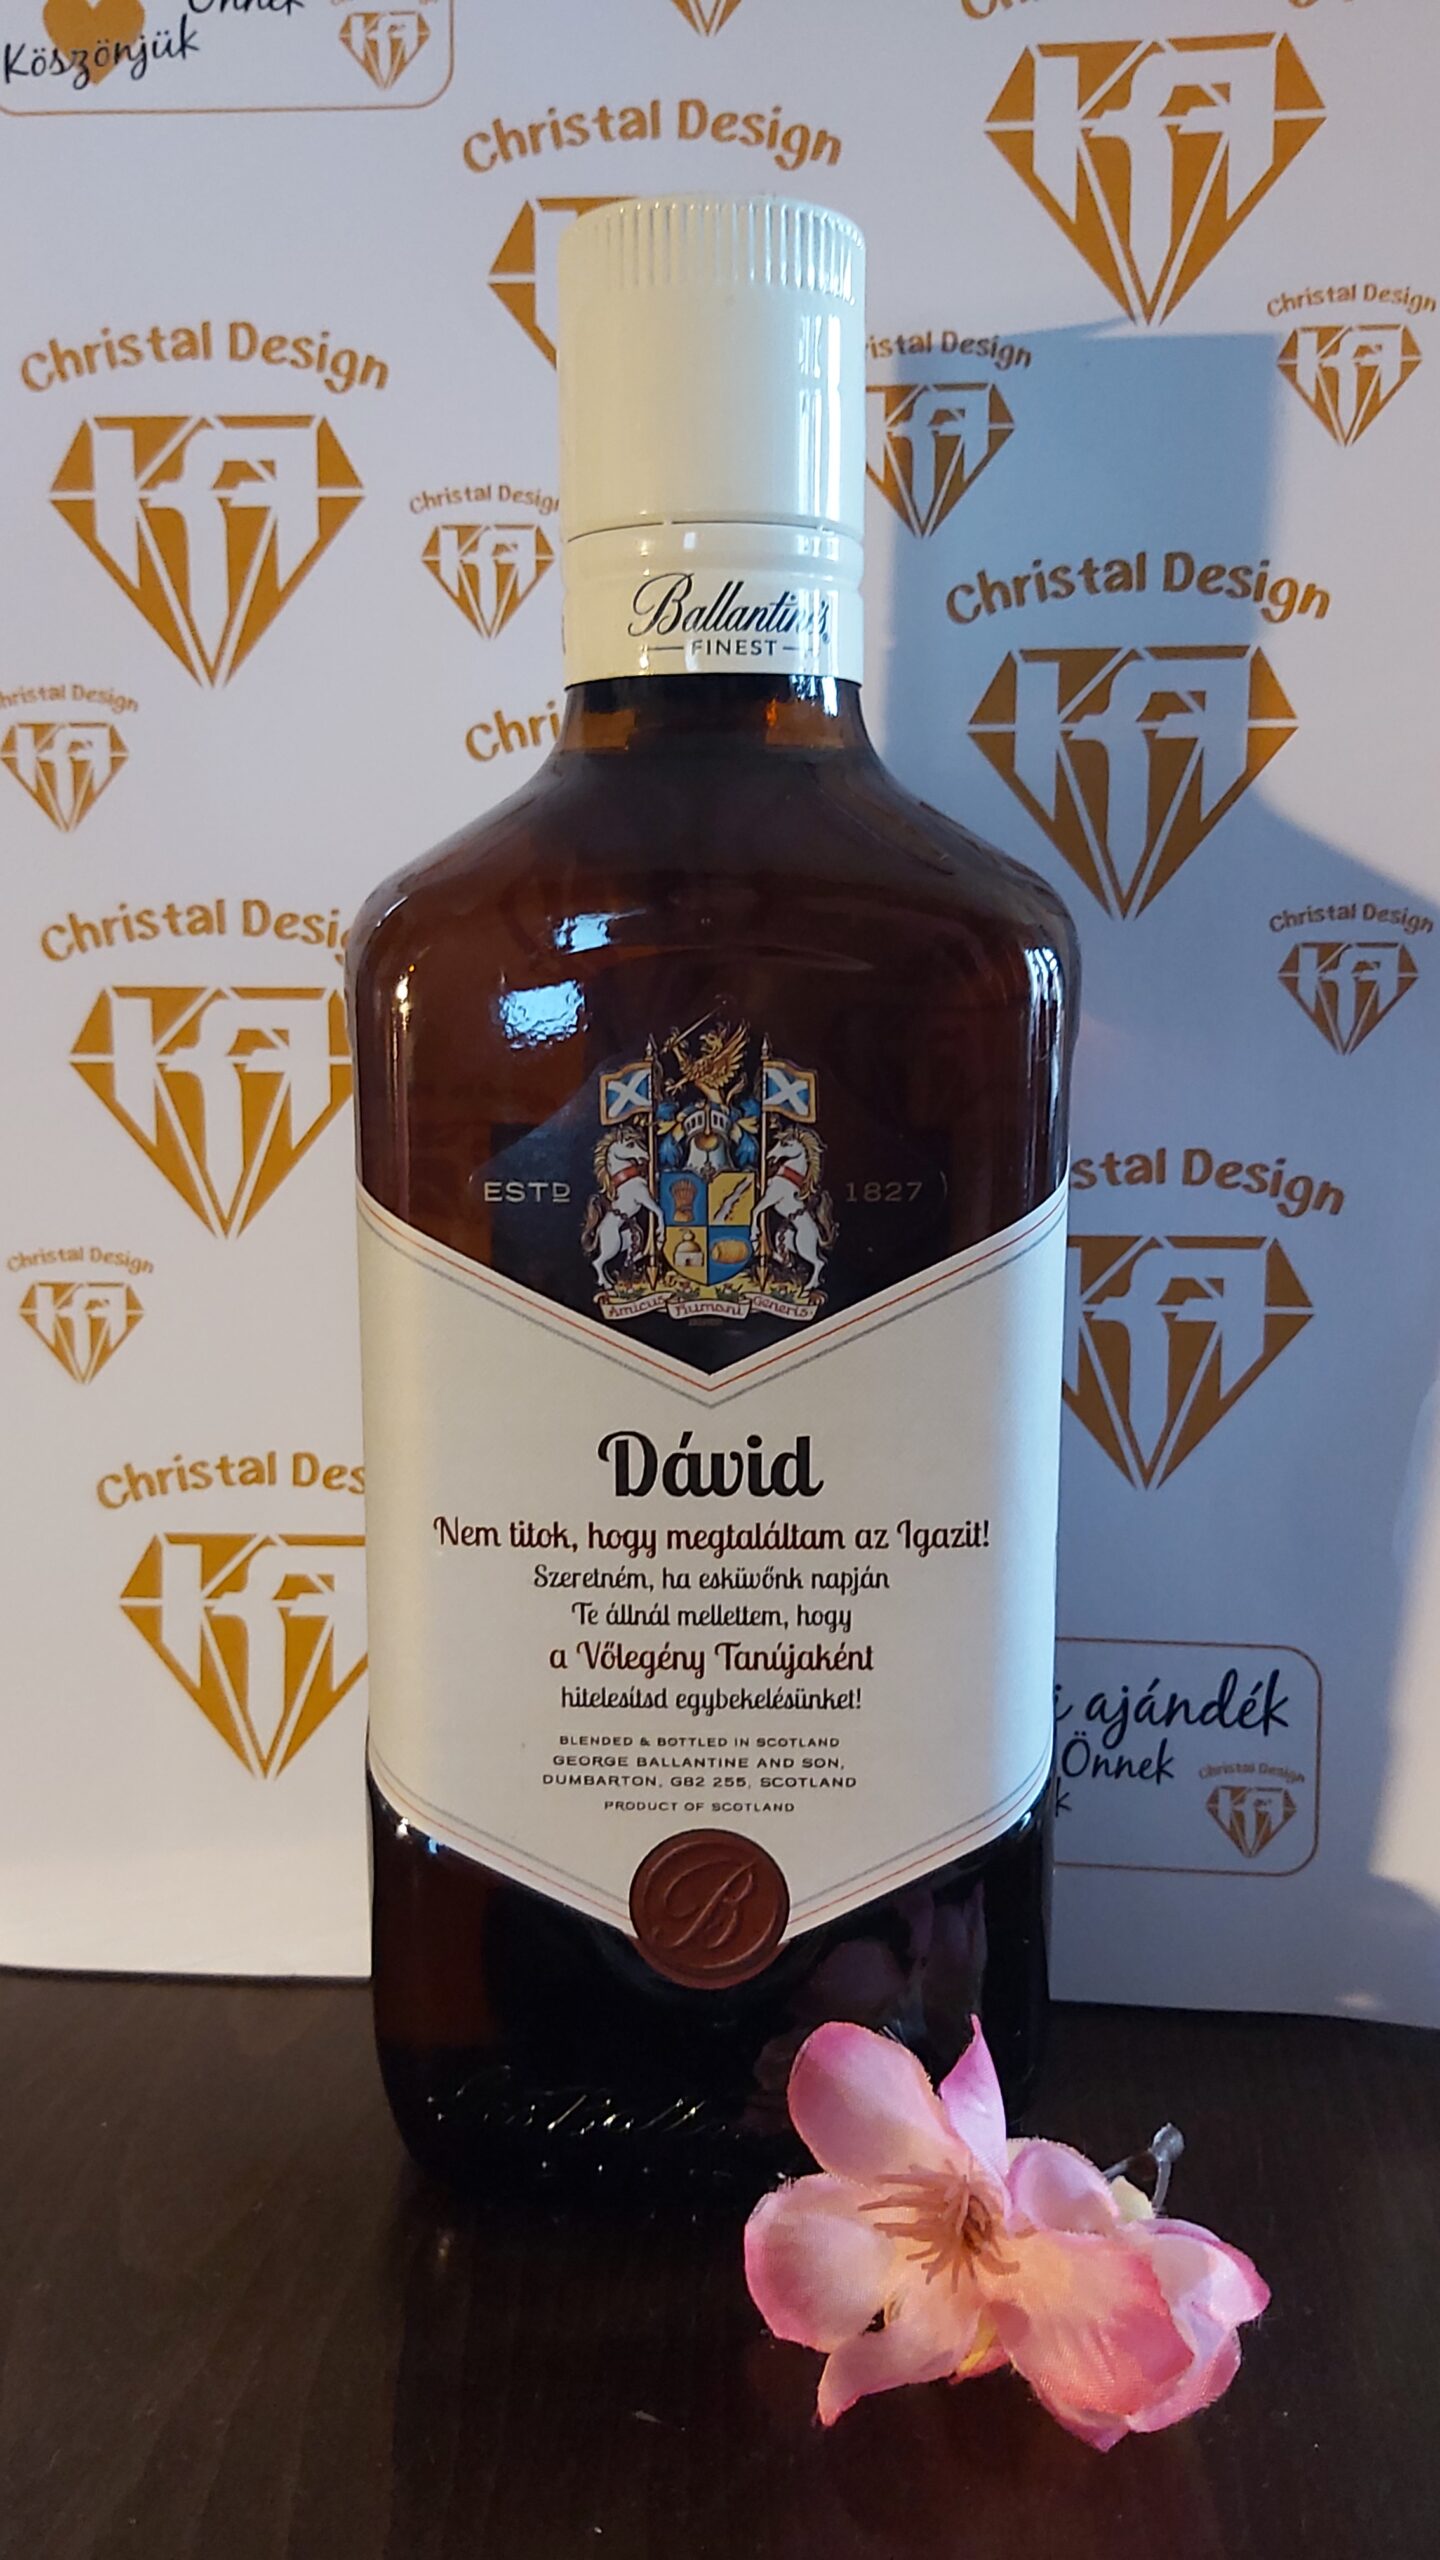 Önnek
Köszönjük
Christal Design
Christal Design
Christal Design
Design
Christal Design
Christal Design
Christal Design
Ballantine's
FINEST
Design
Christal Design
Christal Design
ESTD 1827
Amicus Humani Generis
Design
Christal Design
Christal
Dávid
Nem titok, hogy megtaláltam az Igazit!
Szeretném, ha esküvőnk napján
Te állnál mellettem, hogy
a Vőlegény Tanújaként
hitelesítsd egybekelésünket!
BLENDED & BOTTLED IN SCOTLAND
GEORGE BALLANTINE AND SON,
DUMBARTON, G82 2SS, SCOTLAND
PRODUCT OF SCOTLAND
B
ajándék
Önnek
Christal Design